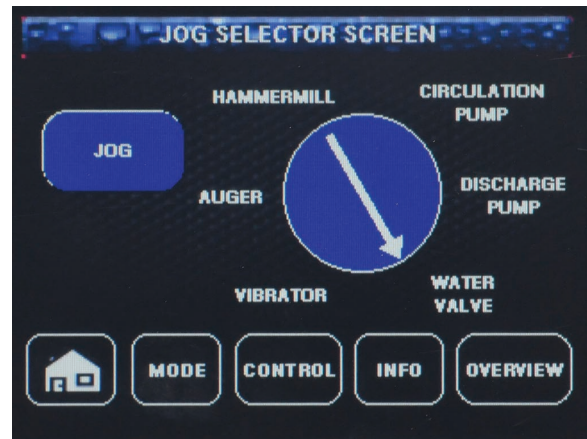 JOG SELECTOR SCREEN
HAMMERMILL
CIRCULATION
PUMP
JOG
AUGER
DISCHARGE
PUMP
VIBRATOR
WATER
VALVE
MODE
CONTROL
INFO
OVERVIEW